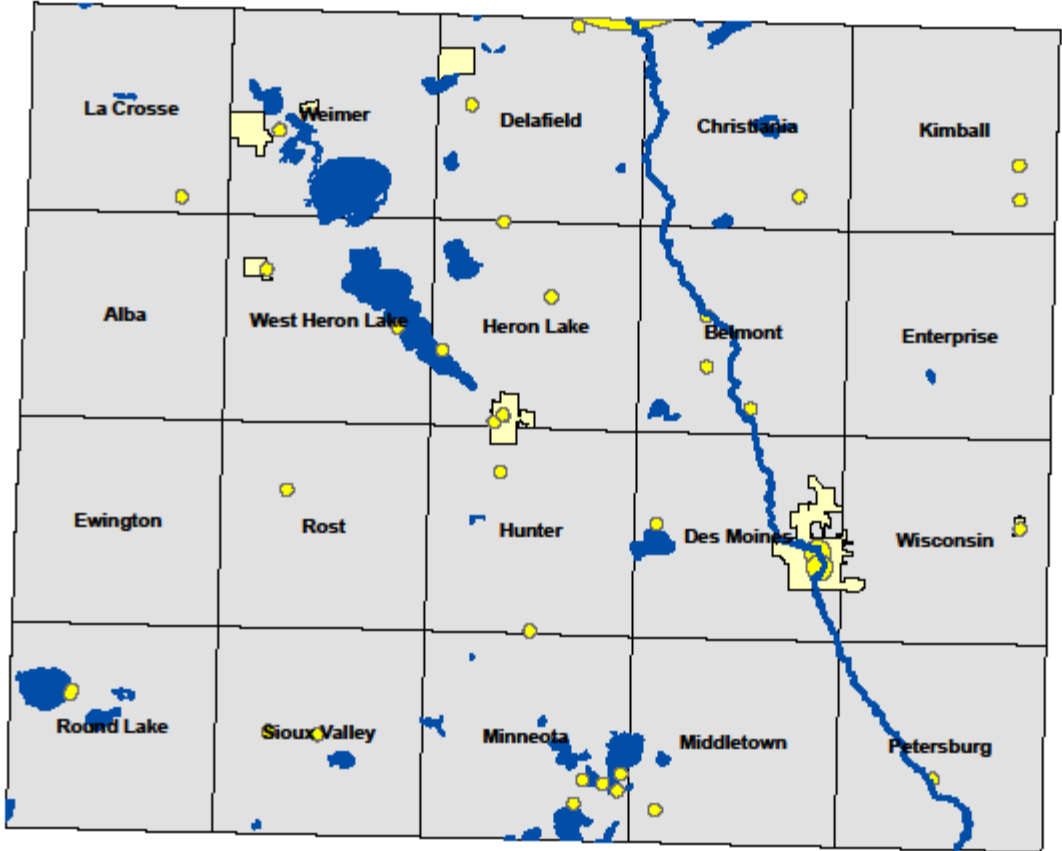 La Crosse
Weimer
Delafield
Christiania
Kimball
Alba
West Heron Lake
Heron Lake
Belmont
Enterprise
Ewington
Rost
Hunter
Des Moines
Wisconsin
Round Lake
Sioux Valley
Minneota
Middletown
Petersburg